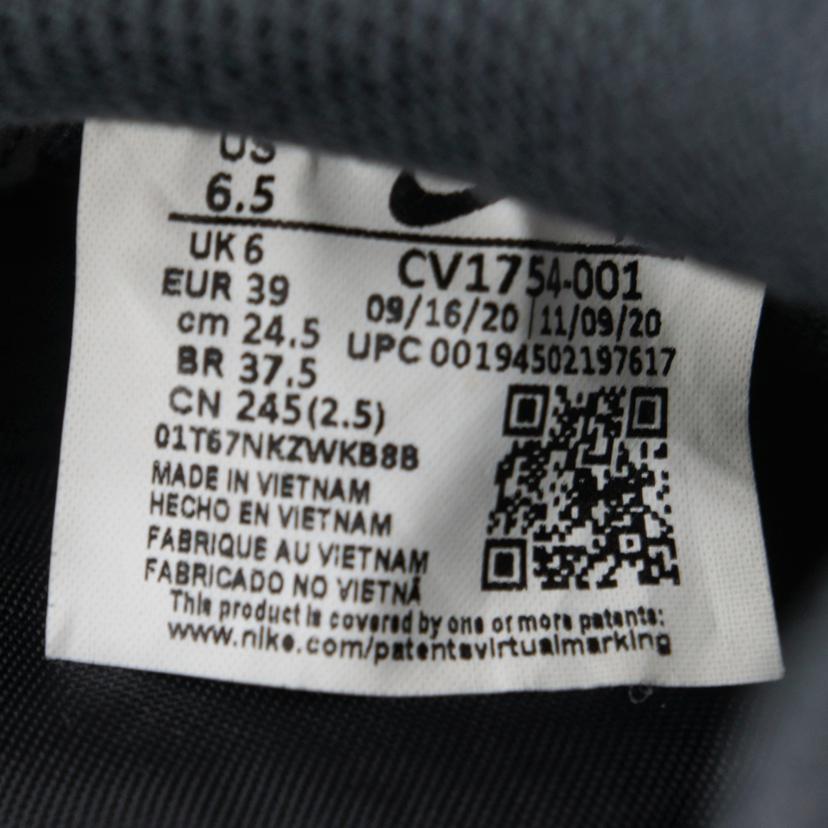 US
6.5
UK 6
EUR 39
cm 24.5
BR 37.5
CN 245(2.5)
01T67NKZWKB8B
MADE IN VIETNAM
HECHO EN VIETNAM
FABRIQUE AU VIETNAM
FABRICADO NO VIETNÃ
CV1754-001
09/16/20 11/09/20
UPC 00194502197617
This product is covered by one or more patents:
www.nike.com/patentsvirtualmarking